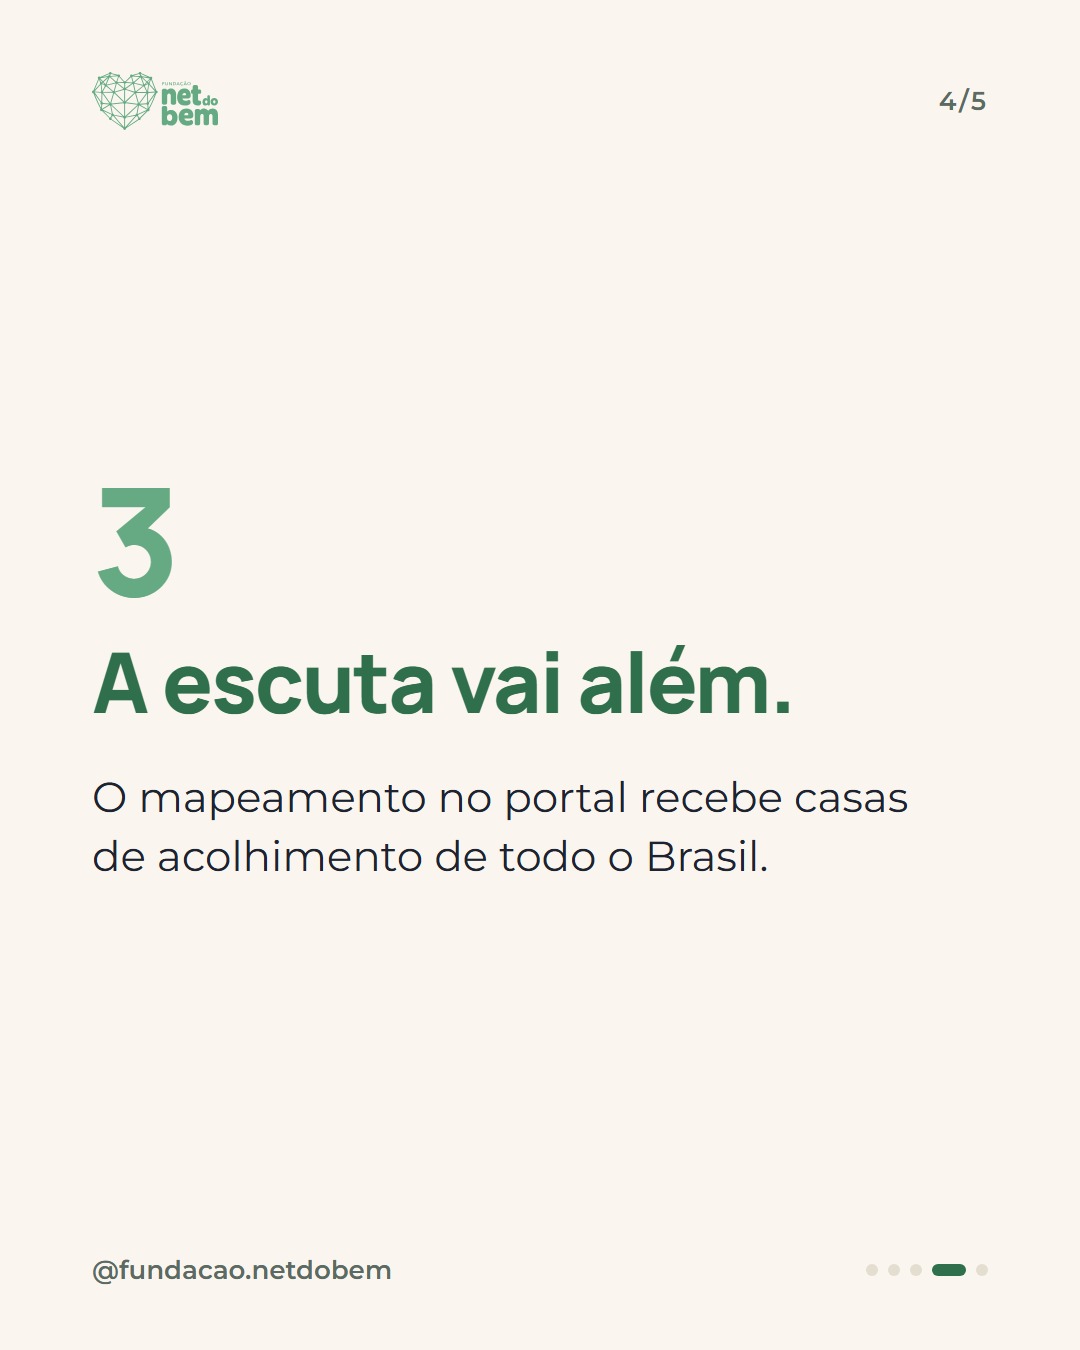 FUNDAÇÃO
net do
bem
4/5
3
A escuta vai além.
O mapeamento no portal recebe casas
de acolhimento de todo o Brasil.
@fundacao.netdobem